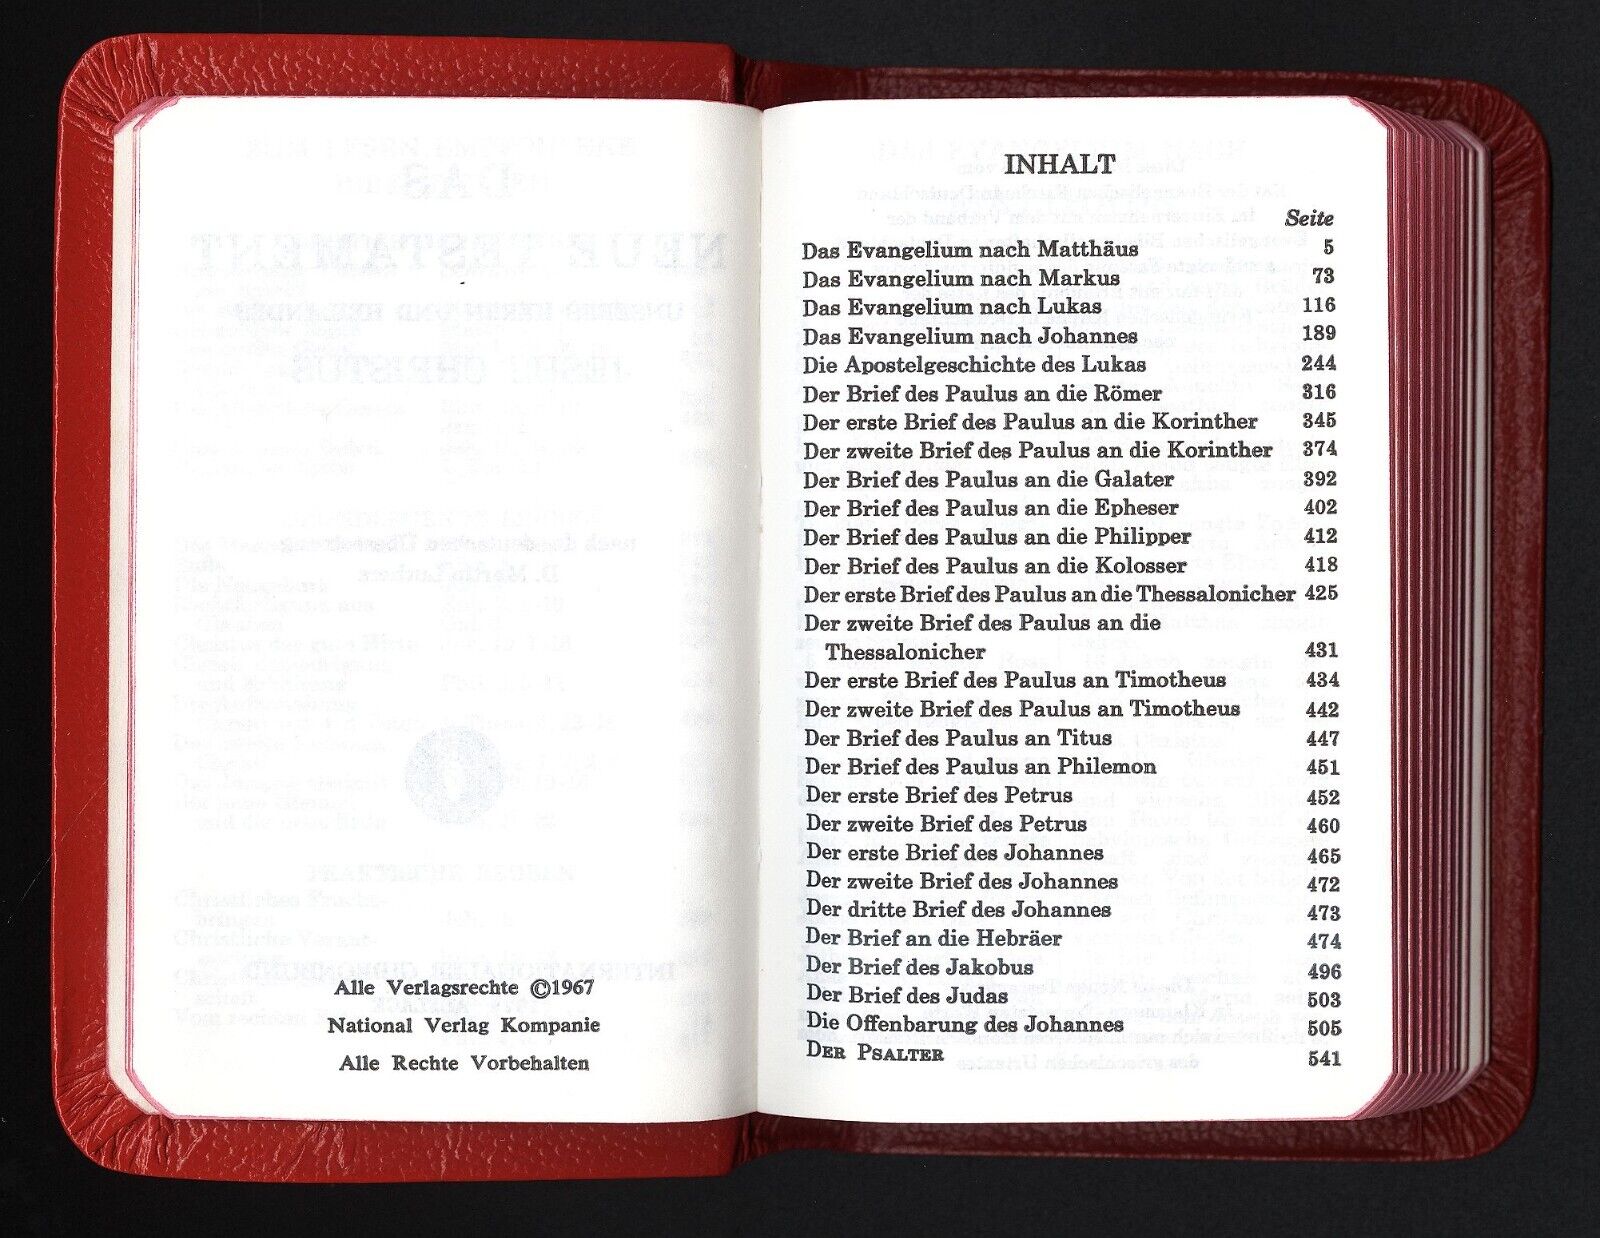 Alle Verlagsrechte ©1967
National Verlag Kompanie
Alle Rechte Vorbehalten
INHALT
Seite
Das Evangelium nach Matthäus 5
Das Evangelium nach Markus 73
Das Evangelium nach Lukas 116
Das Evangelium nach Johannes 189
Die Apostelgeschichte des Lukas 244
Der Brief des Paulus an die Römer 316
Der erste Brief des Paulus an die Korinther 345
Der zweite Brief des Paulus an die Korinther 374
Der Brief des Paulus an die Galater 392
Der Brief des Paulus an die Epheser 402
Der Brief des Paulus an die Philipper 412
Der Brief des Paulus an die Kolosser 418
Der erste Brief des Paulus an die Thessalonicher 425
Der zweite Brief des Paulus an die
Thessalonicher 431
Der erste Brief des Paulus an Timotheus 434
Der zweite Brief des Paulus an Timotheus 442
Der Brief des Paulus an Titus 447
Der Brief des Paulus an Philemon 451
Der erste Brief des Petrus 452
Der zweite Brief des Petrus 460
Der erste Brief des Johannes 465
Der zweite Brief des Johannes 472
Der dritte Brief des Johannes 473
Der Brief an die Hebräer 474
Der Brief des Jakobus 496
Der Brief des Judas 503
Die Offenbarung des Johannes 505
DER PSALTER 541